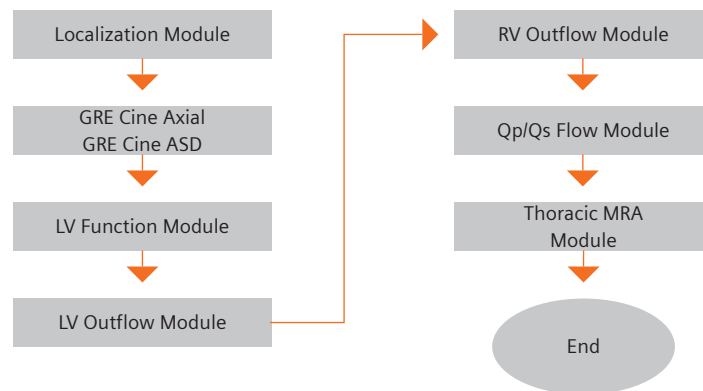 Localization Module
GRE Cine Axial
GRE Cine ASD
LV Function Module
LV Outflow Module
RV Outflow Module
Qp/Qs Flow Module
Thoracic MRA
Module
End